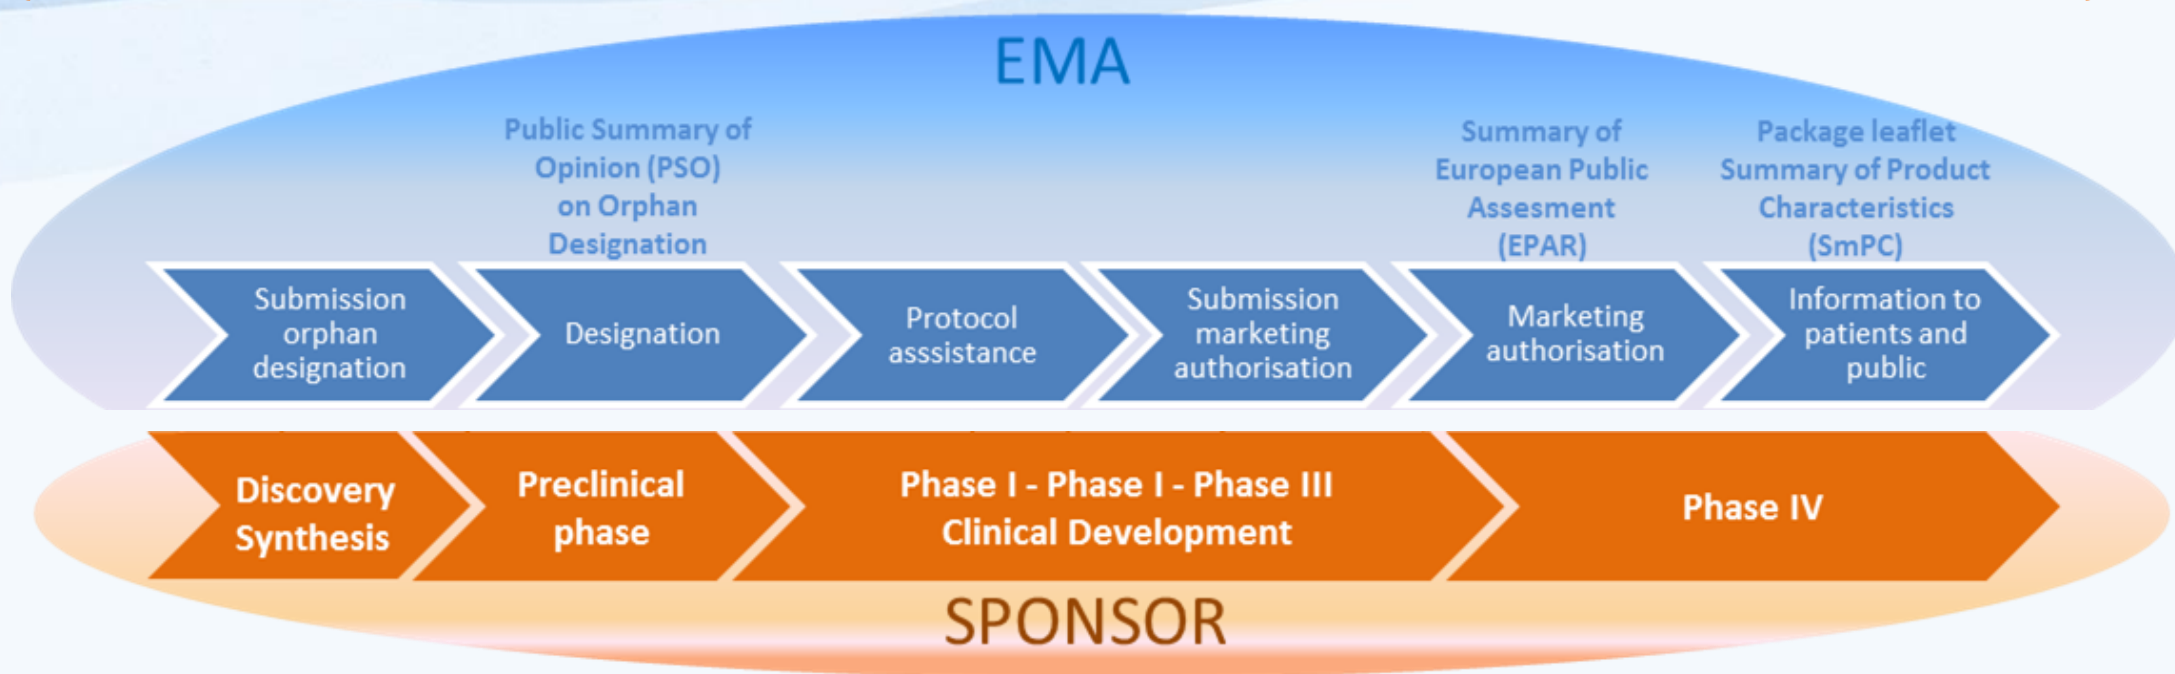 EMA
Public Summary of
Opinion (PSO)
on Orphan
Designation
Summary of
European Public
Assesment
(EPAR)
Package leaflet
Summary of Product
Characteristics
(SmPC)
Submission
orphan
designation
Designation
Protocol
asssistance
Submission
marketing
authorisation
Marketing
authorisation
Information to
patients and
public
Discovery
Synthesis
Preclinical
phase
Phase I - Phase I - Phase III
Clinical Development
Phase IV
SPONSOR